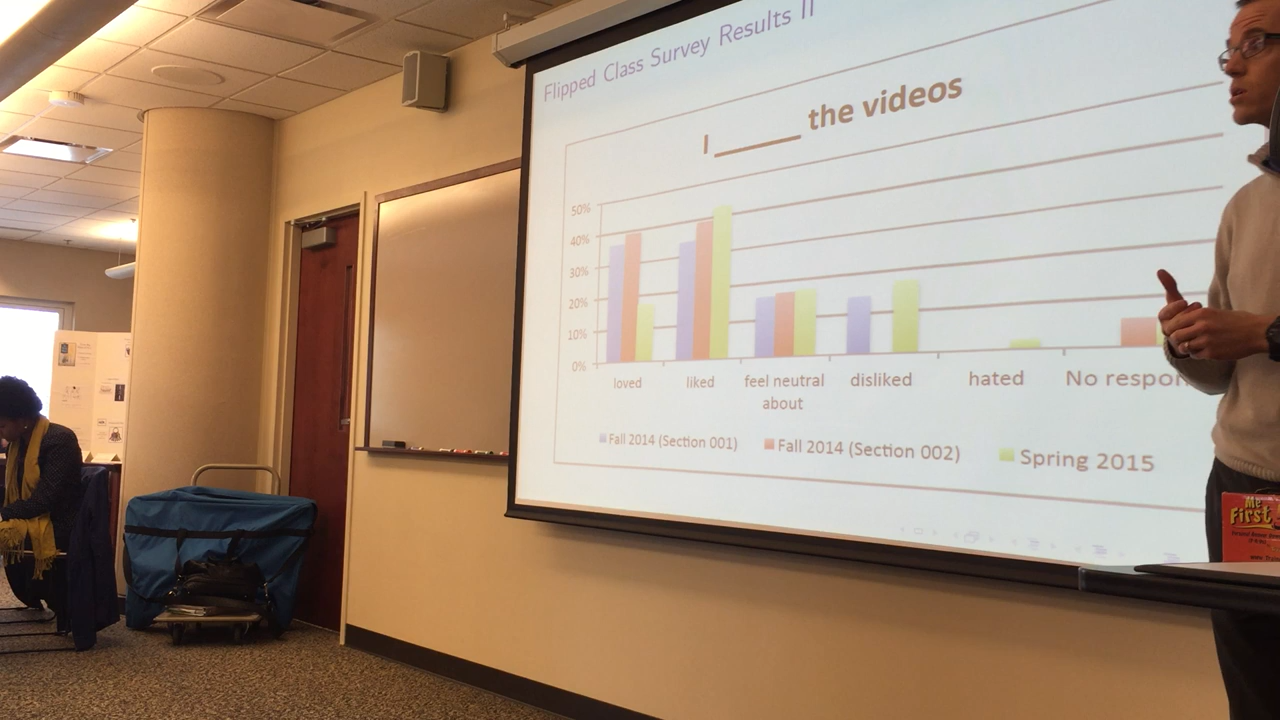 Flipped Class Survey Results II
I _____ the videos
50%
40%
30%
20%
10%
0%
loved
liked
feel neutral
about
disliked
hated
No respon
Fall 2014 (Section 001)
Fall 2014 (Section 002)
Spring 2015
Me
First